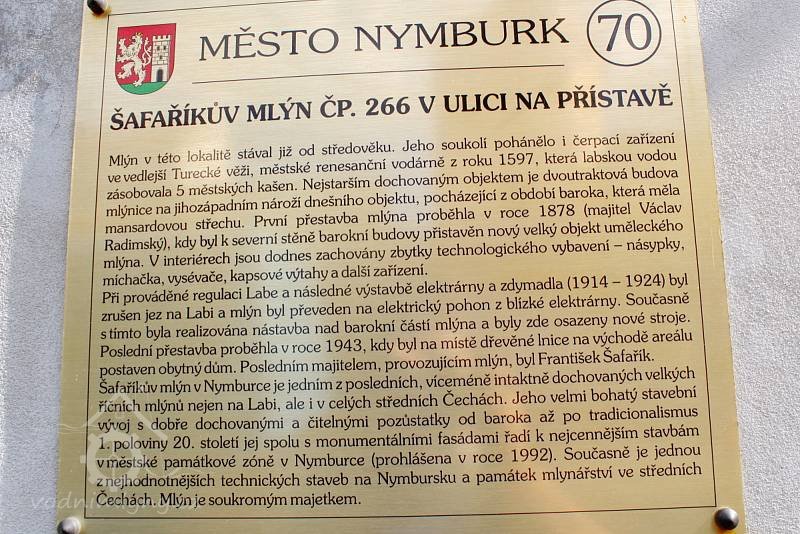 MĚSTO NYMBURK
70
ŠAFAŘÍKŮV MLÝN ČP. 266 V ULICI NA PŘÍSTAVĚ
Mlýn v této lokalitě stával již od středověku. Jeho soukolí pohánělo i čerpací zařízení
ve vedlejší Turecké věži, městské renesanční vodárně z roku 1597, která labskou vodou
zásobovala 5 městských kašen. Nejstarším dochovaným objektem je dvoutraktová budova
mlýnice na jihozápadním nároží dnešního objektu, pocházející z období baroka, která měla
mansardovou střechu. První přestavba mlýna proběhla v roce 1878 (majitel Václav
Radimský), kdy byl k severní stěně barokní budovy přistavěn nový velký objekt uměleckého
mlýna. V interiérech jsou dodnes zachovány zbytky technologického vybavení – násypky,
míchačka, vysévače, kapsové výtahy a další zařízení.
Při prováděné regulaci Labe a následné výstavbě elektrárny a zdymadla (1914 – 1924) byl
zrušen jez na Labi a mlýn byl převeden na elektrický pohon z blízké elektrárny. Současně
s tímto byla realizována nástavba nad barokní částí mlýna a byly zde osazeny nové stroje.
Poslední přestavba proběhla v roce 1943, kdy byl na místě dřevěné lnice na východě areálu
postaven obytný dům. Posledním majitelem, provozujícím mlýn, byl František Šafařík.
Šafaříkův mlýn v Nymburce je jedním z posledních, víceméně intaktně dochovaných velkých
říčních mlýnů nejen na Labi, ale i v celých středních Čechách. Jeho velmi bohatý stavební
vývoj s dobře dochovanými a čitelnými pozůstatky od baroka až po tradicionalismus
1. poloviny 20. století jej spolu s monumentálními fasádami řadí k nejcennějším stavbám
v městské památkové zóně v Nymburce (prohlášena v roce 1992). Současně je jednou
z nejhodnotnějších technických staveb na Nymbursku a památek mlynářství ve středních
Čechách. Mlýn je soukromým majetkem.